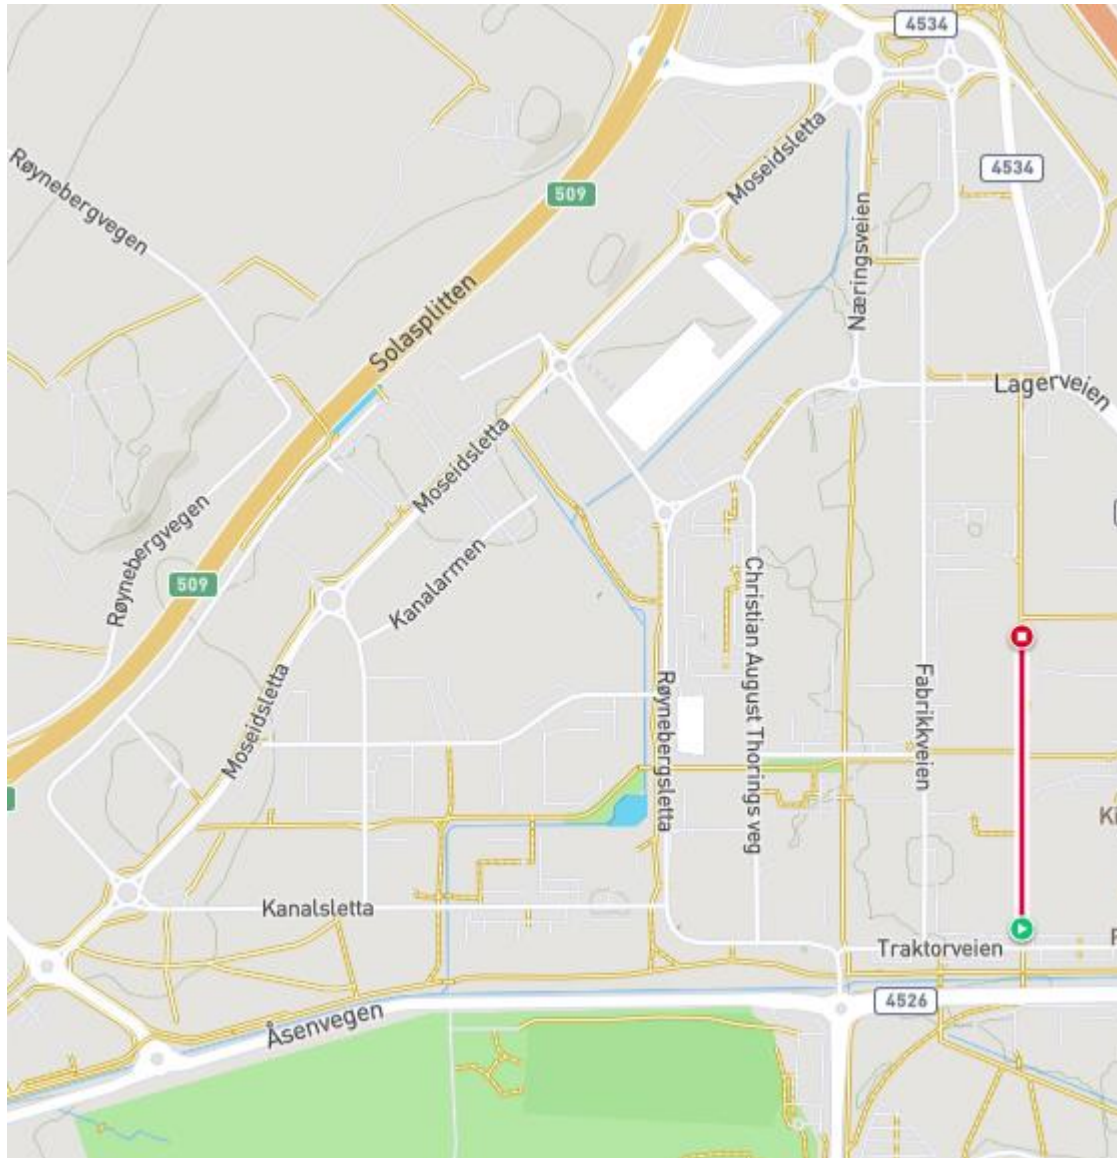 4534
Moseidsletta
4534
Røynebergvegen
509
Næringsveien
Solasplitten
Lagerveien
Moseidsletta
Røynebergvegen
509
Kanalarmen
Christian August Thorings veg
Moseidsletta
Røynebergsletta
Fabrikkveien
Kanalsletta
Traktorveien
4526
Åsenvegen